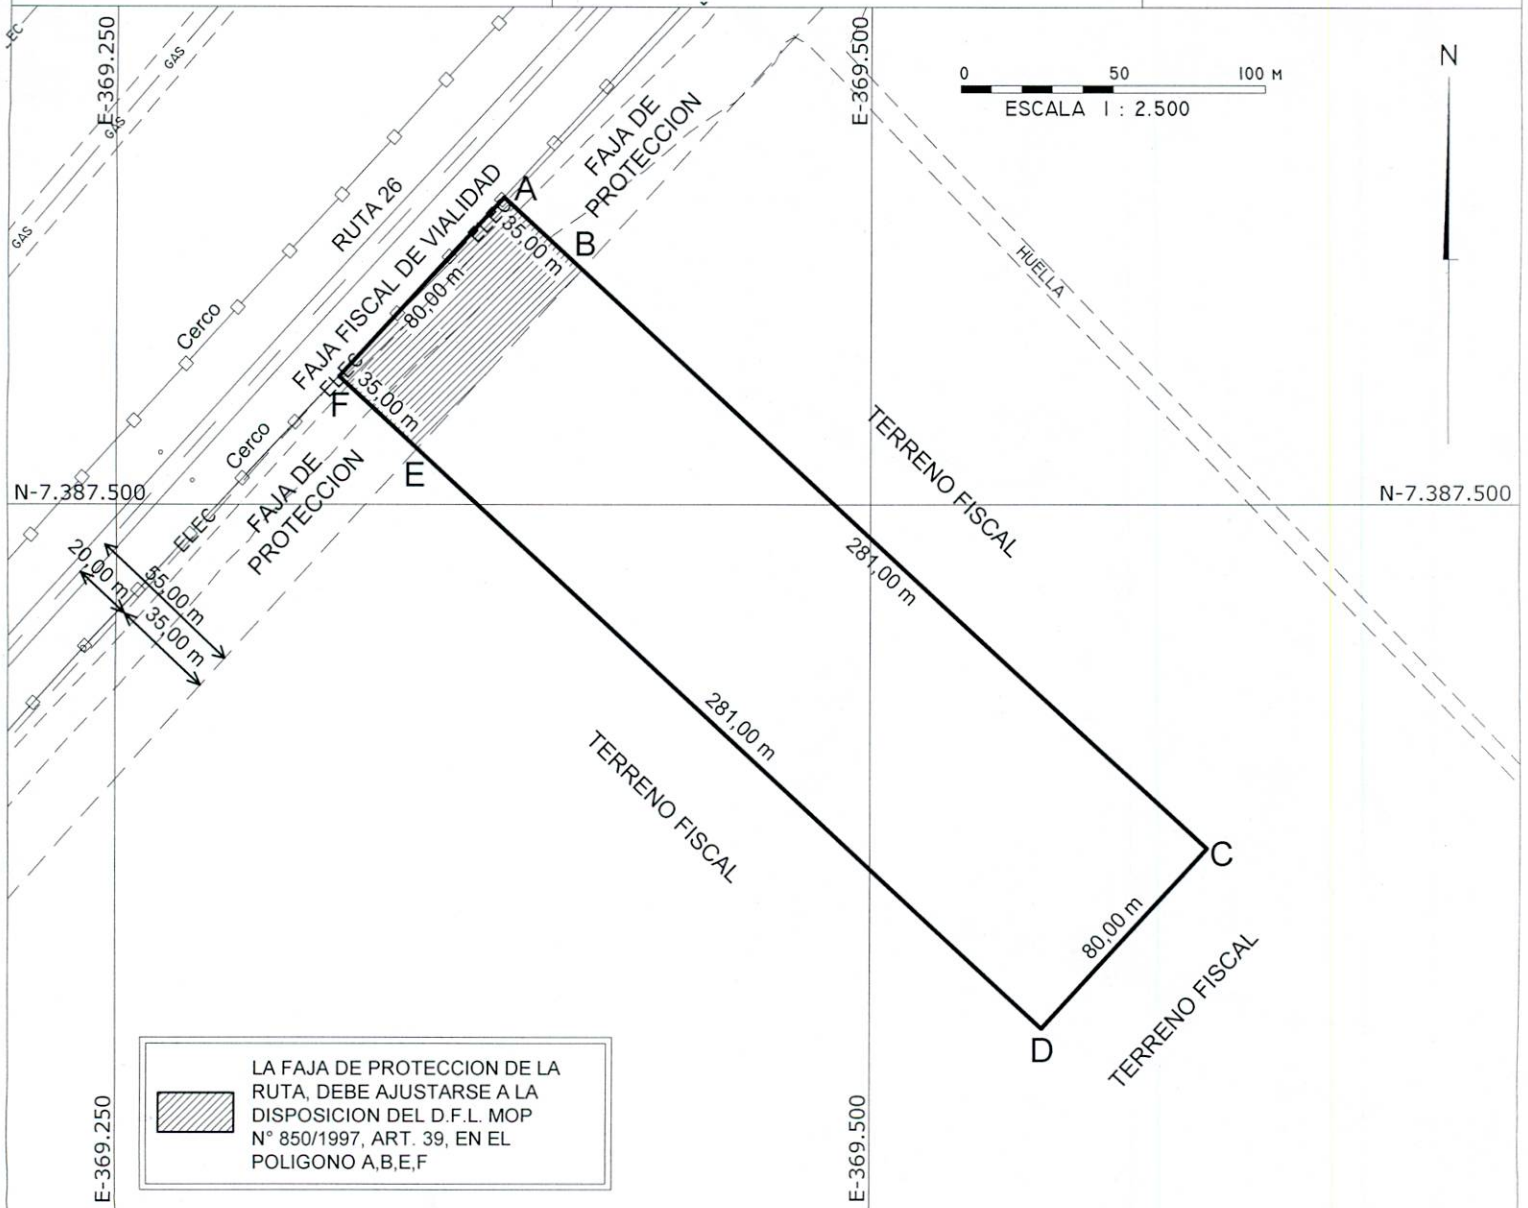 E-369.250
E-369.500
N
0 50 100 M
ESCALA 1 : 2.500
GAS
GAS
GAS
RUTA 26
FAJA FISCAL DE VIALIDAD
FAJA DE
PROTECCION
A
B
ELEC
35,00 m
80,00 m
HUELLA
Cerco
ELEC
F
35,00 m
E
Cerco
FAJA DE
PROTECCION
TERRENO FISCAL
N-7.387.500
N-7.387.500
ELEC
20,00 m
55,00 m
35,00 m
281,00 m
281,00 m
TERRENO FISCAL
C
80,00 m
D
TERRENO FISCAL
LA FAJA DE PROTECCION DE LA
RUTA, DEBE AJUSTARSE A LA
DISPOSICION DEL D.F.L. MOP
N° 850/1997, ART. 39, EN EL
POLIGONO A,B,E,F
E-369.250
E-369.500